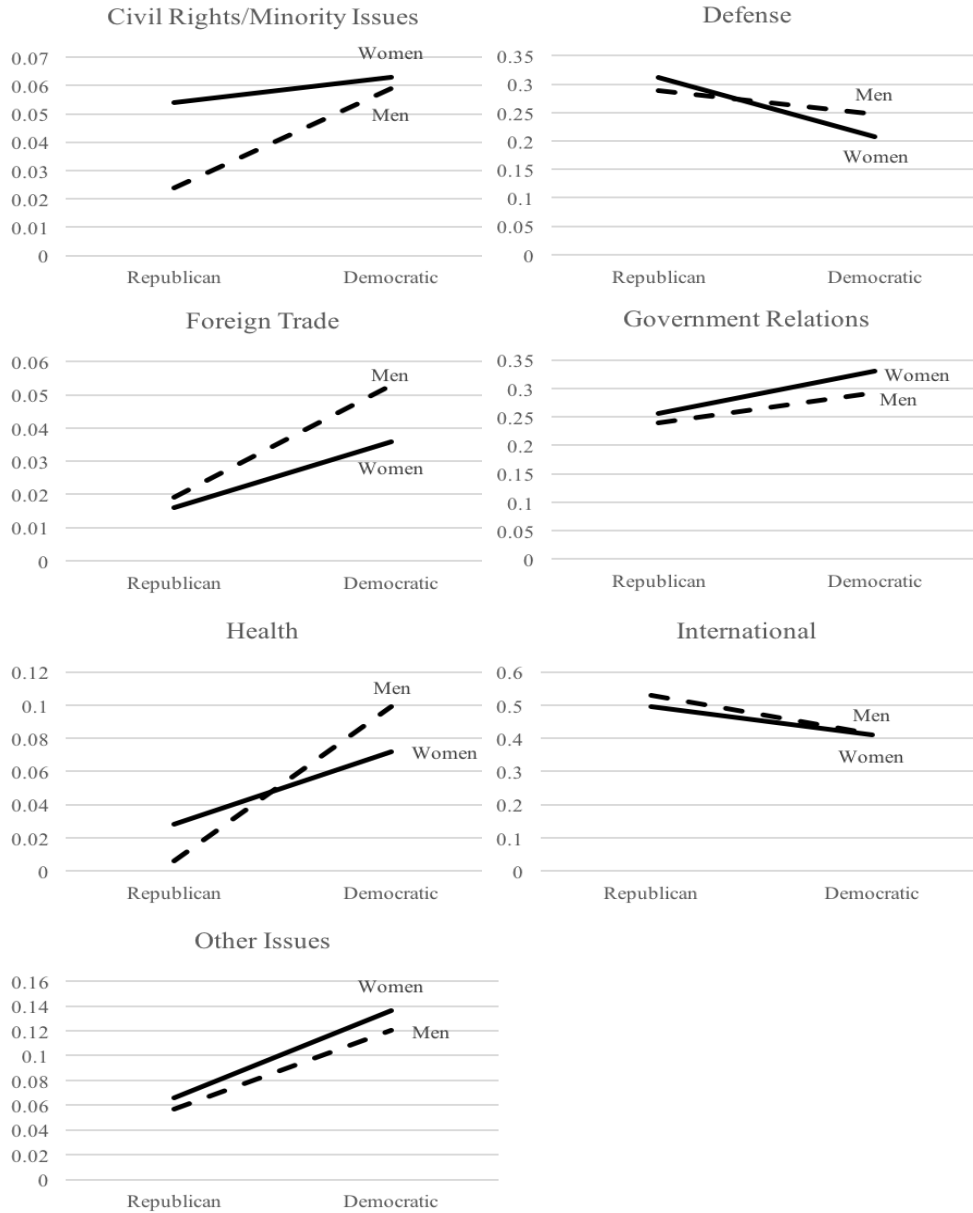 Civil Rights/Minority Issues
0.07
0.06
0.05
0.04
0.03
0.02
0.01
0
Women
Men
Republican
Democratic
Defense
0.35
0.3
0.25
0.2
0.15
0.1
0.05
0
Men
Women
Republican
Democratic
Foreign Trade
0.06
0.05
0.04
0.03
0.02
0.01
0
Men
Women
Republican
Democratic
Government Relations
0.35
0.3
0.25
0.2
0.15
0.1
0.05
0
Women
Men
Republican
Democratic
Health
0.12
0.1
0.08
0.06
0.04
0.02
0
Men
Women
Republican
Democratic
International
0.6
0.5
0.4
0.3
0.2
0.1
0
Men
Women
Republican
Democratic
Other Issues
0.16
0.14
0.12
0.1
0.08
0.06
0.04
0.02
0
Women
Men
Republican
Democratic